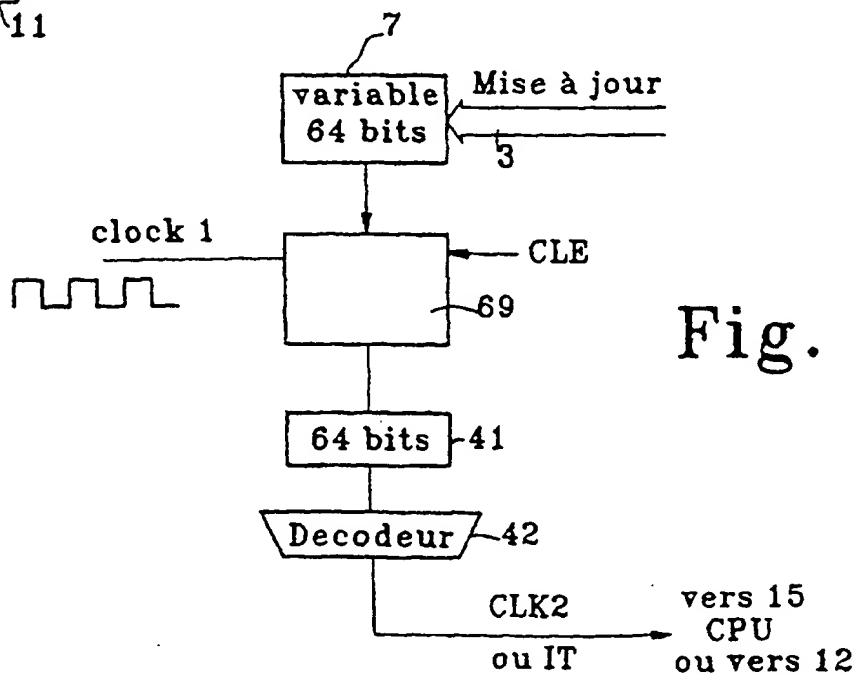 11
7
variable
64 bits
Mise à jour
3
clock 1
CLE
69
Fig.
64 bits
41
Decodeur
42
CLK2
ou IT
vers 15
CPU
ou vers 12